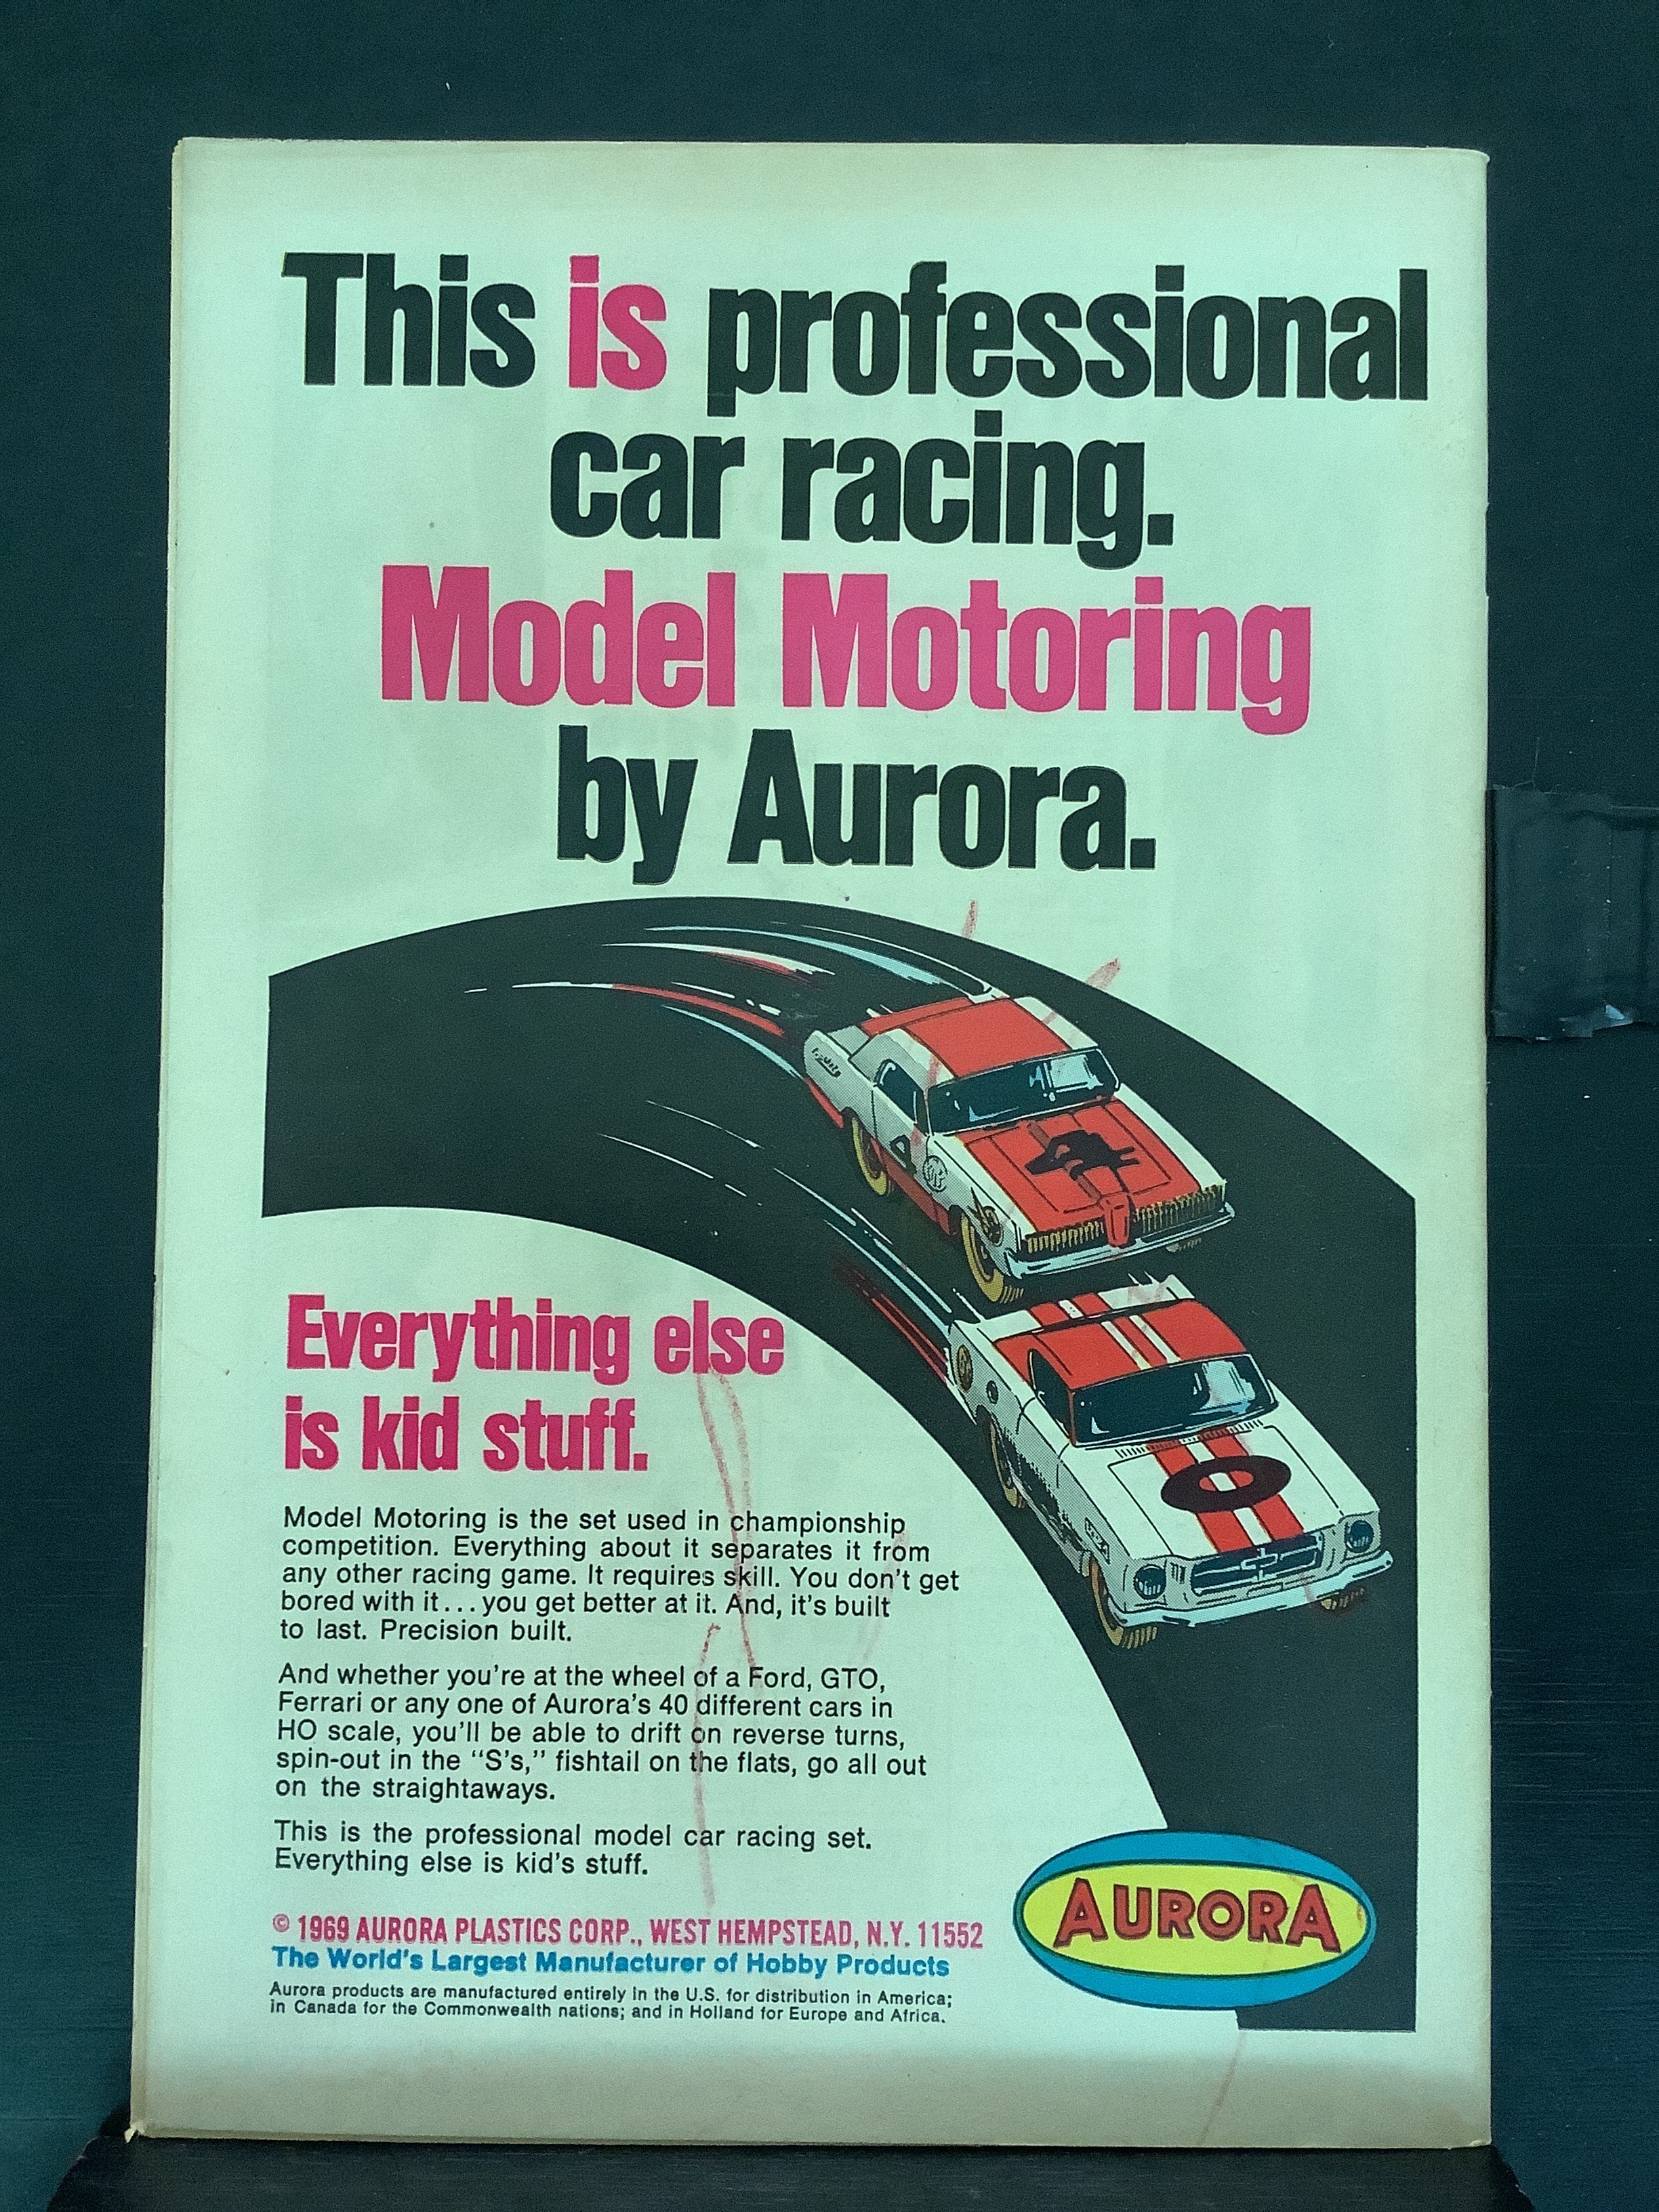 This is professional
car racing.
Model Motoring
by Aurora.
4
4
0
Everything else
is kid stuff.
Model Motoring is the set used in championship
competition. Everything about it separates it from
any other racing game. It requires skill. You don't get
bored with it...you get better at it. And, it's built
to last. Precision built.
And whether you're at the wheel of a Ford, GTO,
Ferrari or any one of Aurora's 40 different cars in
HO scale, you'll be able to drift on reverse turns,
spin-out in the “S's,” fishtail on the flats, go all out
on the straightaways.
This is the professional model car racing set.
Everything else is kid's stuff.
© 1969 AURORA PLASTICS CORP., WEST HEMPSTEAD, N.Y. 11552
The World's Largest Manufacturer of Hobby Products
Aurora products are manufactured entirely in the U.S. for distribution in America;
in Canada for the Commonwealth nations; and in Holland for Europe and Africa.
AURORA